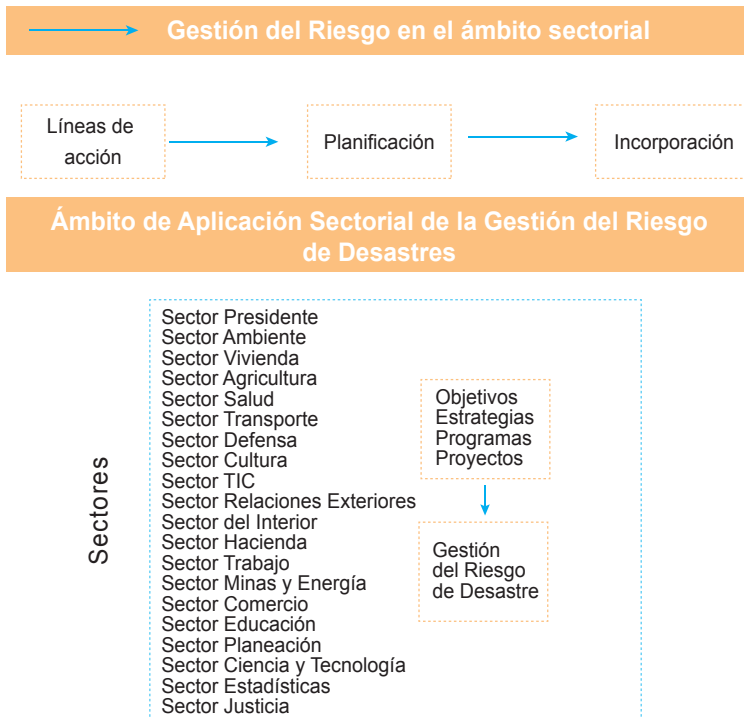 Gestión del Riesgo en el ámbito sectorial
Líneas de
acción
Planificación
Incorporación
Ámbito de Aplicación Sectorial de la Gestión del Riesgo
de Desastres
Sectores
Sector Presidente
Sector Ambiente
Sector Vivienda
Sector Agricultura
Sector Salud
Sector Transporte
Sector Defensa
Sector Cultura
Sector TIC
Sector Relaciones Exteriores
Sector del Interior
Sector Hacienda
Sector Trabajo
Sector Minas y Energía
Sector Comercio
Sector Educación
Sector Planeación
Sector Ciencia y Tecnología
Sector Estadísticas
Sector Justicia
Objetivos
Estrategias
Programas
Proyectos
Gestión
del Riesgo
de Desastre